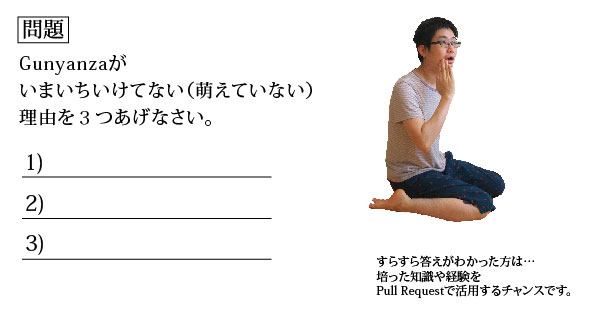 問題
Gunyanzaが
いまいちいけてない（萌えていない）
理由を３つあげなさい。
1)
2)
3)
すらすら答えがわかった方は…
培った知識や経験を
Pull Requestで活用するチャンスです。